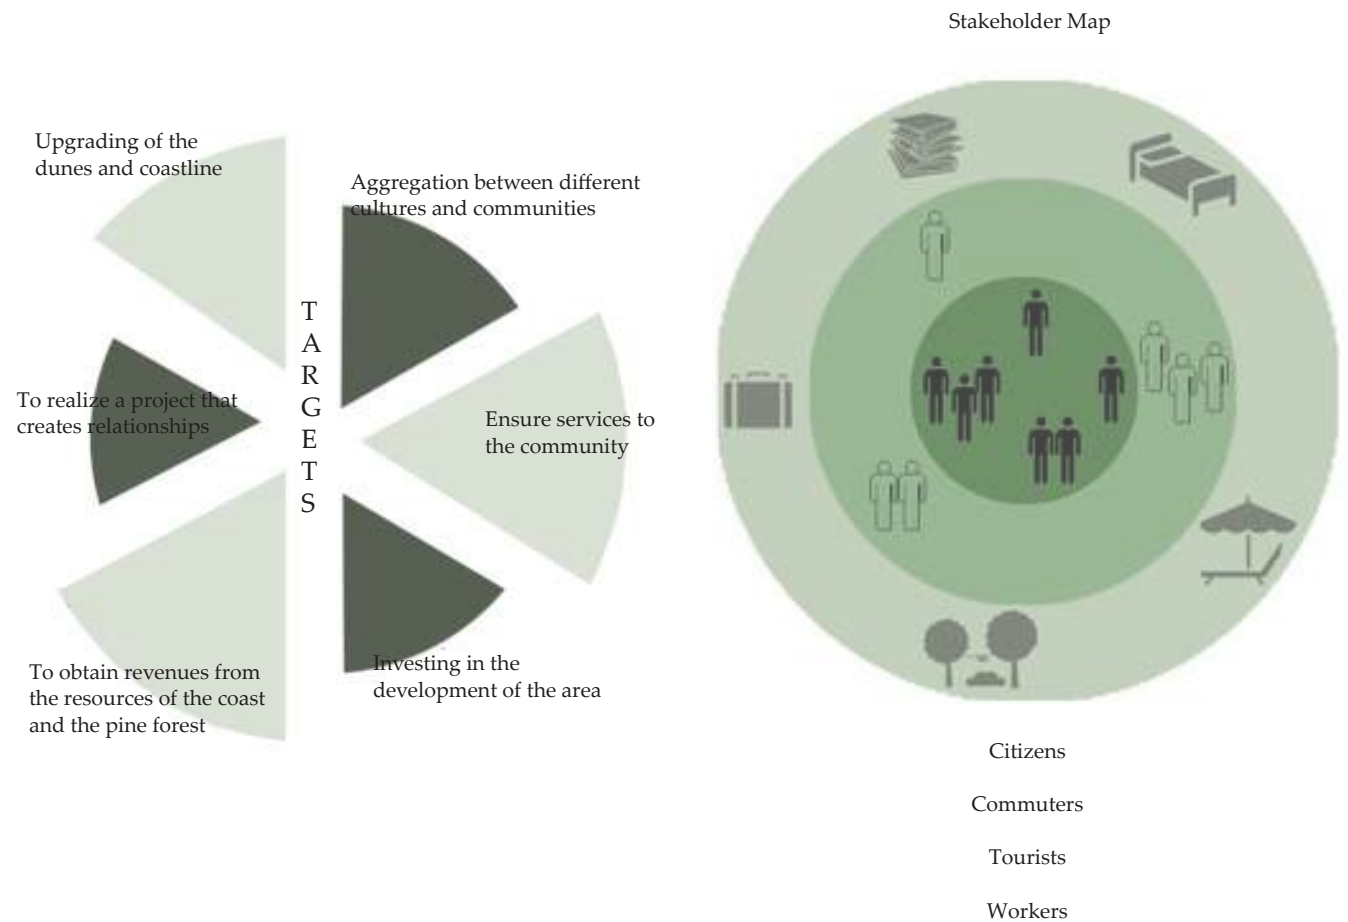 Stakeholder Map
Upgrading of the
dunes and coastline
Aggregation between different
cultures and communities
T
A
R
G
E
T
S
To realize a project that
creates relationships
Ensure services to
the community
To obtain revenues from
the resources of the coast
and the pine forest
Investing in the
development of the area
Citizens
Commuters
Tourists
Workers